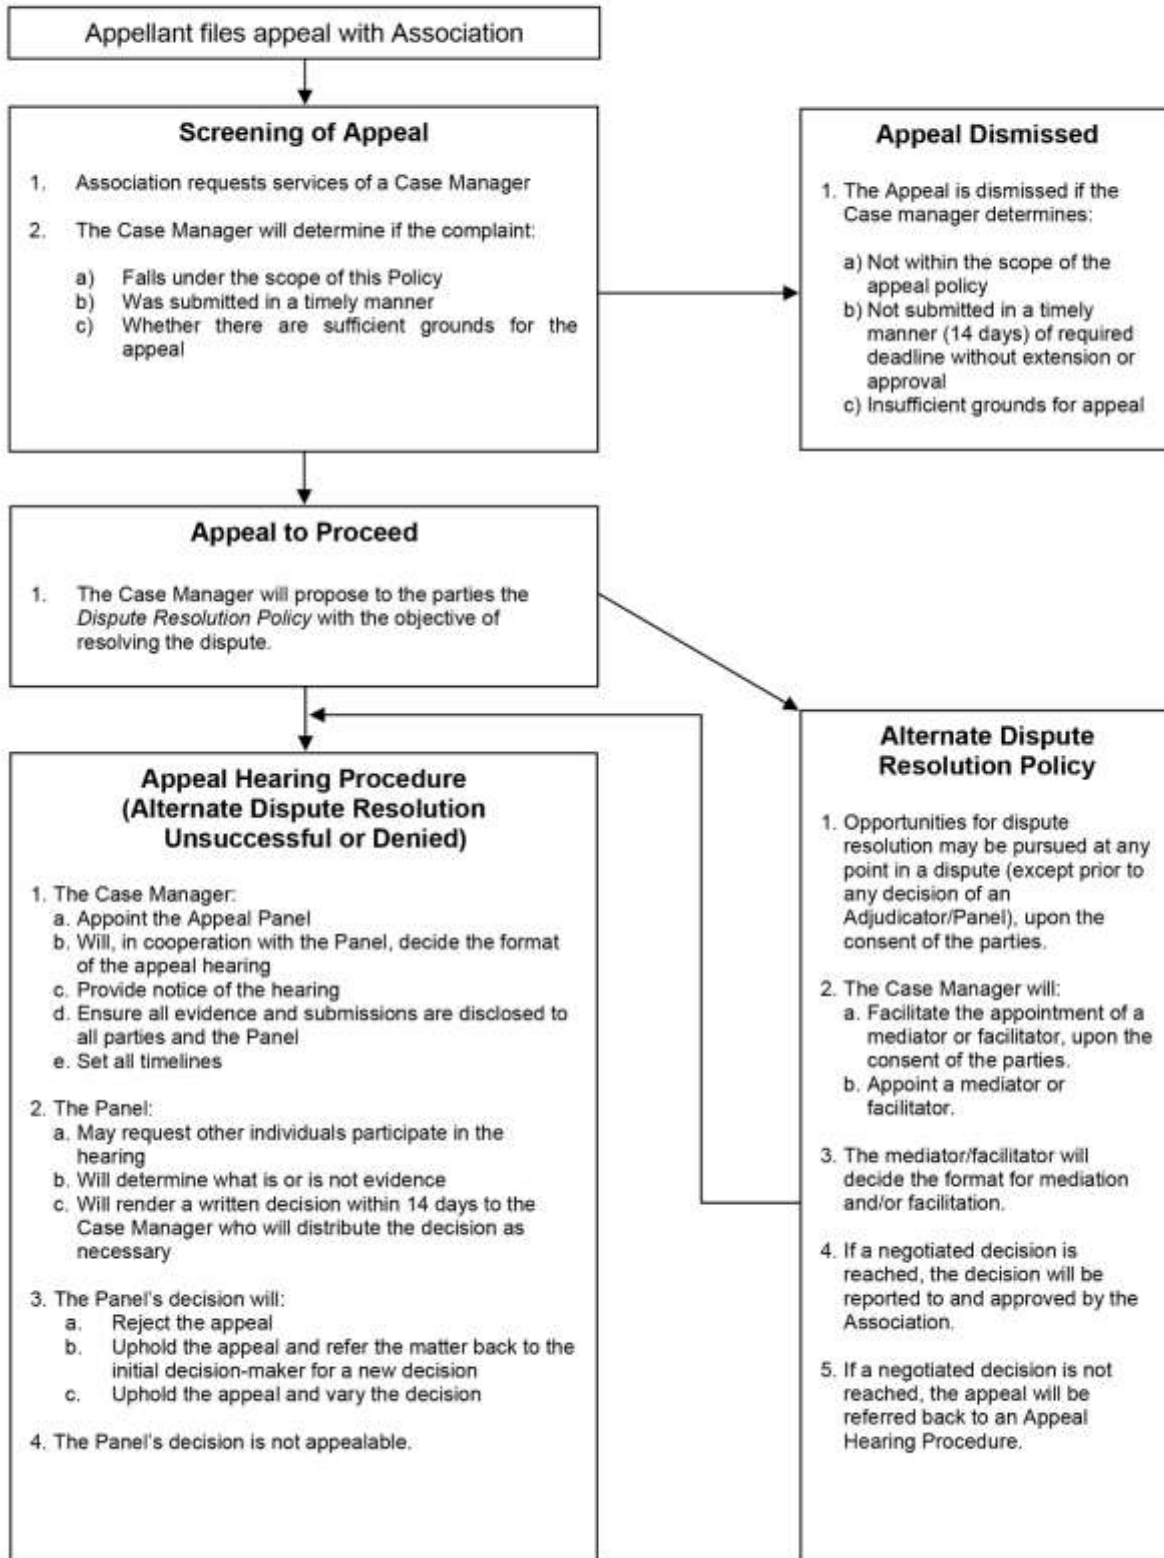 Appellant files appeal with Association
Screening of Appeal
1. Association requests services of a Case Manager
2. The Case Manager will determine if the complaint:
a) Falls under the scope of this Policy
b) Was submitted in a timely manner
c) Whether there are sufficient grounds for the
appeal
Appeal Dismissed
1. The Appeal is dismissed if the
Case manager determines:
a) Not within the scope of the
appeal policy
b) Not submitted in a timely
manner (14 days) of required
deadline without extension or
approval
c) Insufficient grounds for appeal
Appeal to Proceed
1. The Case Manager will propose to the parties the
Dispute Resolution Policy with the objective of
resolving the dispute.
Appeal Hearing Procedure
(Alternate Dispute Resolution
Unsuccessful or Denied)
1. The Case Manager:
a. Appoint the Appeal Panel
b. Will, in cooperation with the Panel, decide the format
of the appeal hearing
c. Provide notice of the hearing
d. Ensure all evidence and submissions are disclosed to
all parties and the Panel
e. Set all timelines
2. The Panel:
a. May request other individuals participate in the
hearing
b. Will determine what is or is not evidence
c. Will render a written decision within 14 days to the
Case Manager who will distribute the decision as
necessary
3. The Panel's decision will:
a. Reject the appeal
b. Uphold the appeal and refer the matter back to the
initial decision-maker for a new decision
c. Uphold the appeal and vary the decision
4. The Panel's decision is not appealable.
Alternate Dispute
Resolution Policy
1. Opportunities for dispute
resolution may be pursued at any
point in a dispute (except prior to
any decision of an
Adjudicator/Panel), upon the
consent of the parties.
2. The Case Manager will:
a. Facilitate the appointment of a
mediator or facilitator, upon the
consent of the parties.
b. Appoint a mediator or
facilitator.
3. The mediator/facilitator will
decide the format for mediation
and/or facilitation.
4. If a negotiated decision is
reached, the decision will be
reported to and approved by the
Association.
5. If a negotiated decision is not
reached, the appeal will be
referred back to an Appeal
Hearing Procedure.